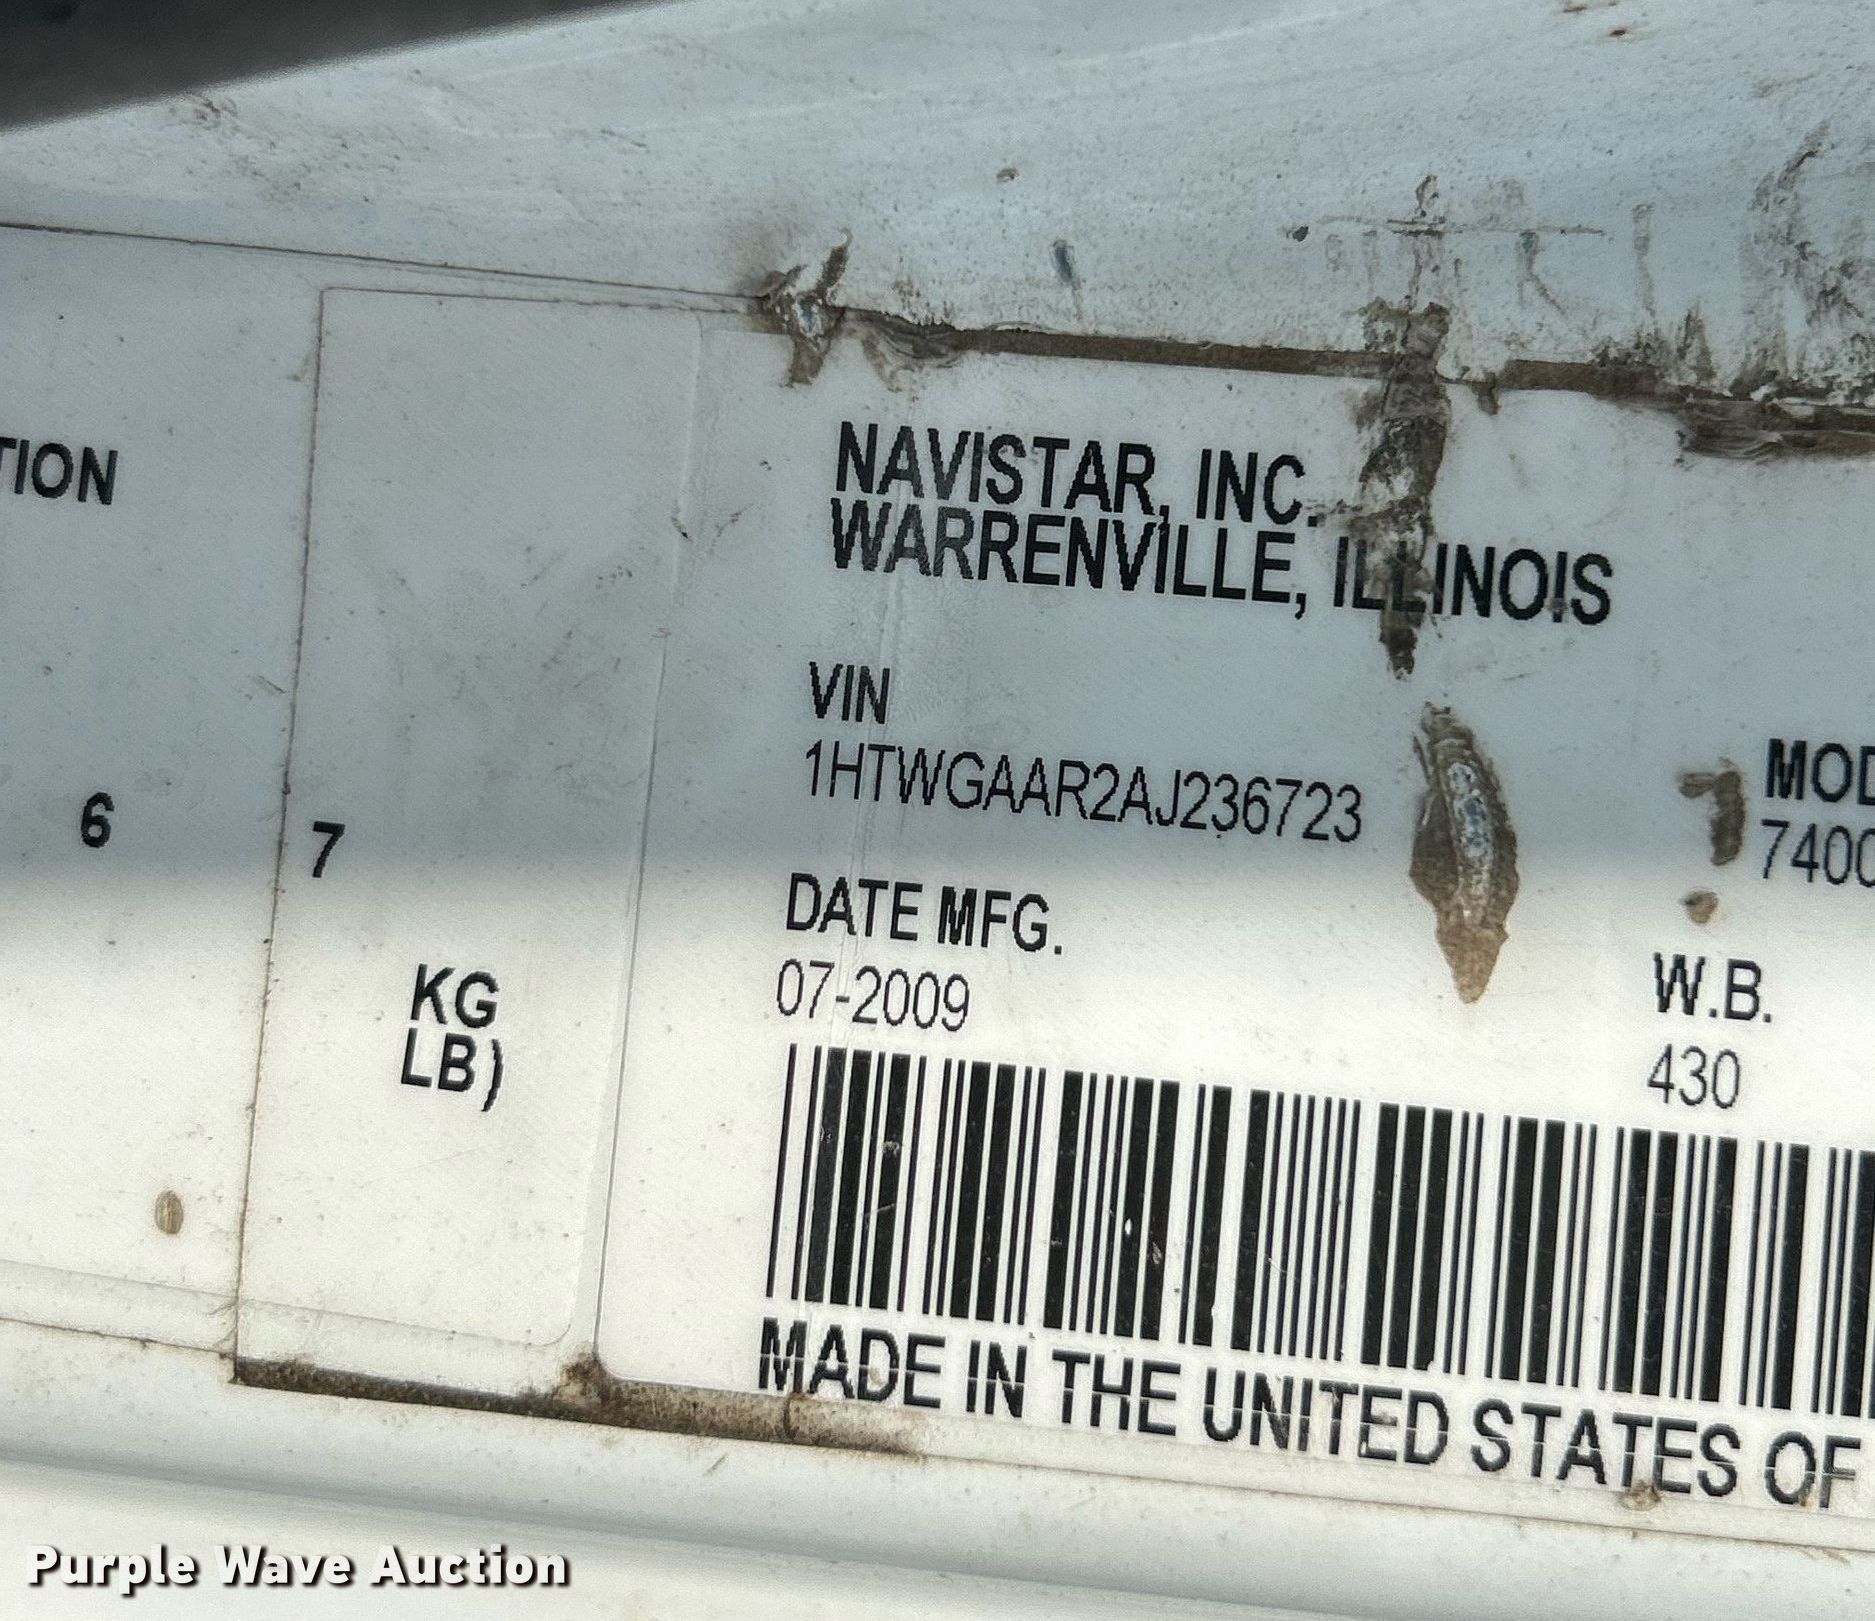 TION
6
7
KG
LB)
NAVISTAR, INC.
WARRENVILLE, ILLINOIS
VIN
1HTWGAAR2AJ236723
MOD
7400
DATE MFG.
07-2009
W.B.
430
MADE IN THE UNITED STATES OF
Purple Wave Auction